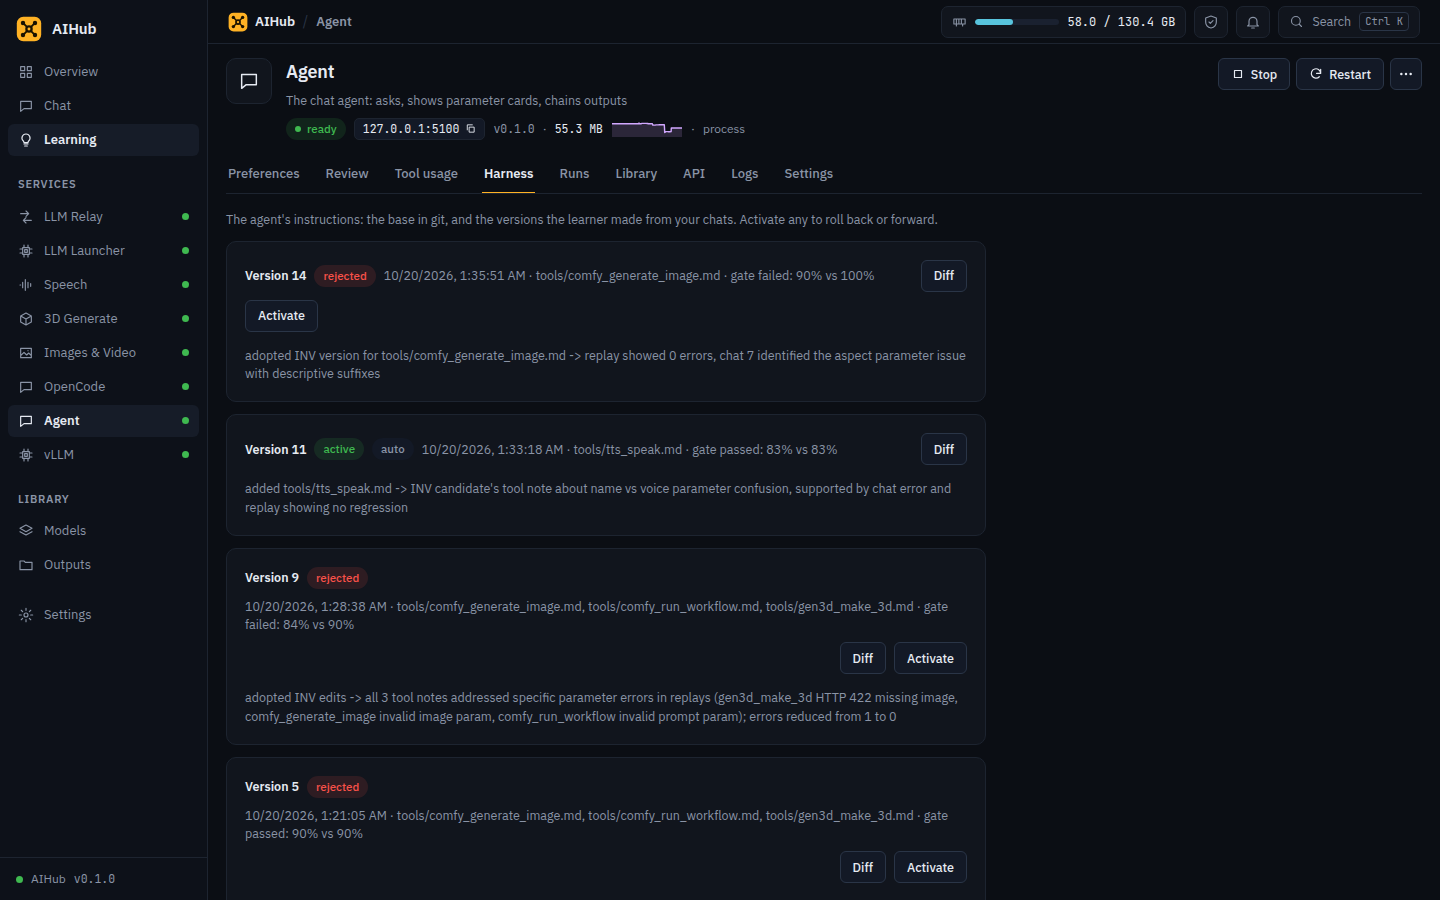 AIHub
Overview
Chat
Learning
SERVICES
LLM Relay
LLM Launcher
Speech
3D Generate
Images & Video
OpenCode
Agent
vLLM
LIBRARY
Models
Outputs
Settings
AIHub v0.1.0
AIHub / Agent
58.0 / 130.4 GB
Search Ctrl K
Agent
The chat agent: asks, shows parameter cards, chains outputs
ready 127.0.0.1:5100 v0.1.0 · 55.3 MB · process
Stop Restart
Preferences Review Tool usage Harness Runs Library API Logs Settings
The agent's instructions: the base in git, and the versions the learner made from your chats. Activate any to roll back or forward.
Version 14 rejected 10/20/2026, 1:35:51 AM · tools/comfy_generate_image.md · gate failed: 90% vs 100% Diff
Activate
adopted INV version for tools/comfy_generate_image.md -> replay showed 0 errors, chat 7 identified the aspect parameter issue
with descriptive suffixes
Version 11 active auto 10/20/2026, 1:33:18 AM · tools/tts_speak.md · gate passed: 83% vs 83% Diff
added tools/tts_speak.md -> INV candidate's tool note about name vs voice parameter confusion, supported by chat error and
replay showing no regression
Version 9 rejected
10/20/2026, 1:28:38 AM · tools/comfy_generate_image.md, tools/comfy_run_workflow.md, tools/gen3d_make_3d.md · gate
failed: 84% vs 90%
Diff Activate
adopted INV edits -> all 3 tool notes addressed specific parameter errors in replays (gen3d_make_3d HTTP 422 missing image,
comfy_generate_image invalid image param, comfy_run_workflow invalid prompt param); errors reduced from 1 to 0
Version 5 rejected
10/20/2026, 1:21:05 AM · tools/comfy_generate_image.md, tools/comfy_run_workflow.md, tools/gen3d_make_3d.md · gate
passed: 90% vs 90%
Diff Activate